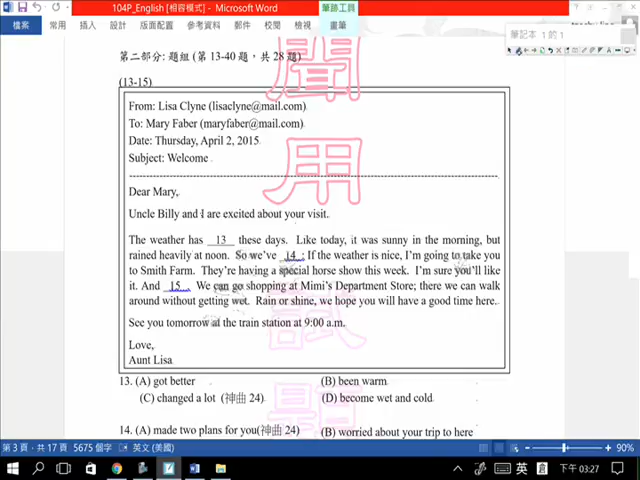 104P_English [相容模式] - Microsoft Word
筆跡工具
檔案 常用 插入 設計 版面配置 參考資料 郵件 校閱 檢視 畫筆
筆記本 1 的 1
第二部分: 題組 (第 13-40 題，共 28 題)
(13-15)
From: Lisa Clyne (lisaclyne@mail.com)
To: Mary Faber (maryfaber@mail.com)
Date: Thursday, April 2, 2015
Subject: Welcome
Dear Mary,
Uncle Billy and I are excited about your visit.
The weather has 13 these days. Like today, it was sunny in the morning, but
rained heavily at noon. So we've 14 : If the weather is nice, I'm going to take you
to Smith Farm. They're having a special horse show this week. I'm sure you'll like
it. And 15 . We can go shopping at Mimi's Department Store; there we can walk
around without getting wet. Rain or shine, we hope you will have a good time here.
See you tomorrow at the train station at 9:00 a.m.
Love,
Aunt Lisa
聞用試題
13. (A) got better (B) been warm
(C) changed a lot (神曲 24) (D) become wet and cold
14. (A) made two plans for you(神曲 24) (B) worried about your trip to here
第 3 頁，共 17 頁 5675 個字 英文 (美國) 90%
英 下午 03:27